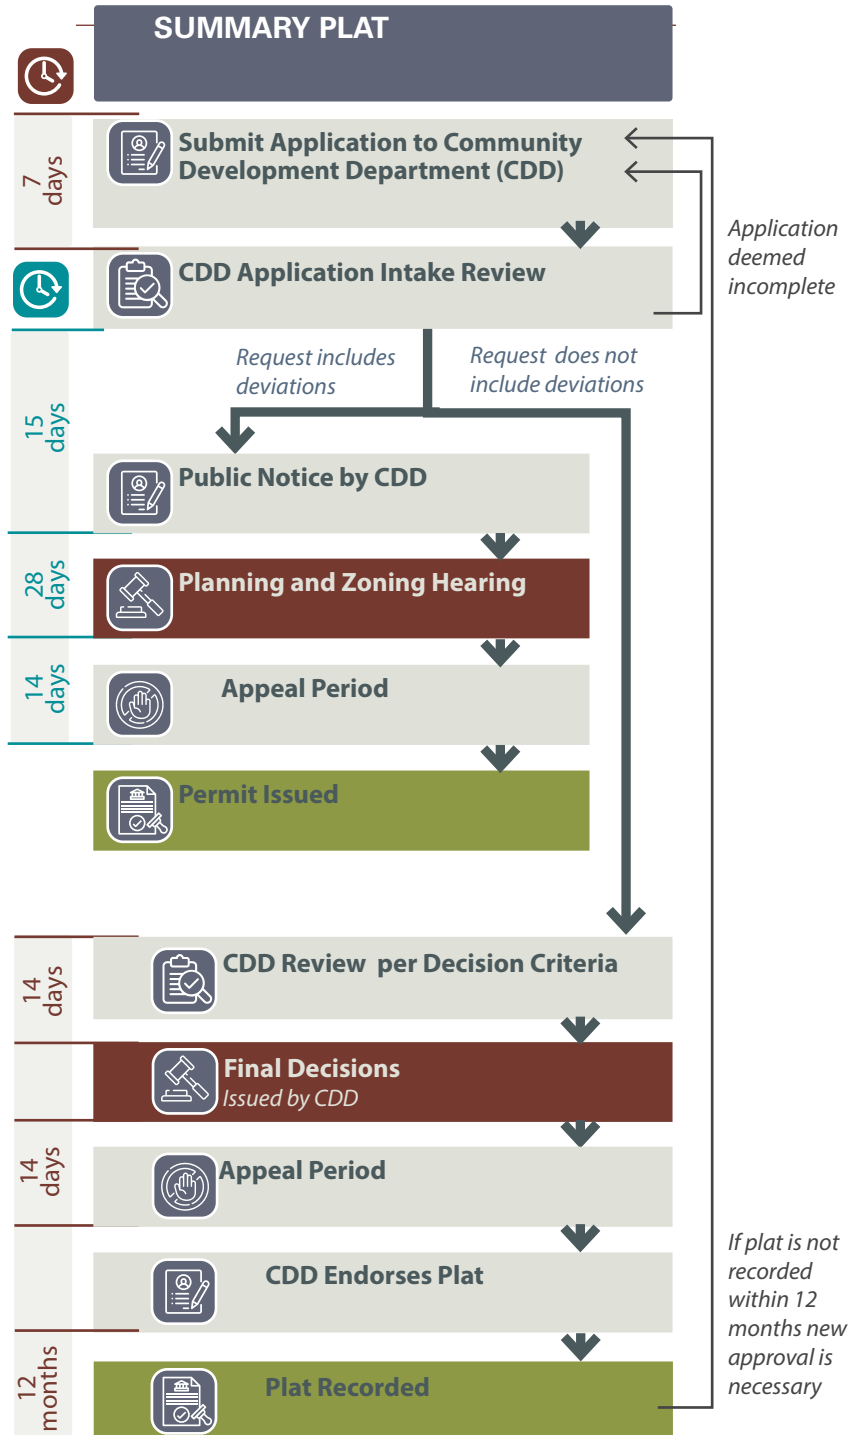 SUMMARY PLAT
7
days
Submit Application to Community
Development Department (CDD)
Application
deemed
incomplete
CDD Application Intake Review
Request includes
deviations
Request does not
include deviations
15
days
Public Notice by CDD
28
days
Planning and Zoning Hearing
14
days
Appeal Period
Permit Issued
14
days
CDD Review per Decision Criteria
Final Decisions
Issued by CDD
14
days
Appeal Period
CDD Endorses Plat
If plat is not
recorded
within 12
months new
approval is
necessary
12
months
Plat Recorded